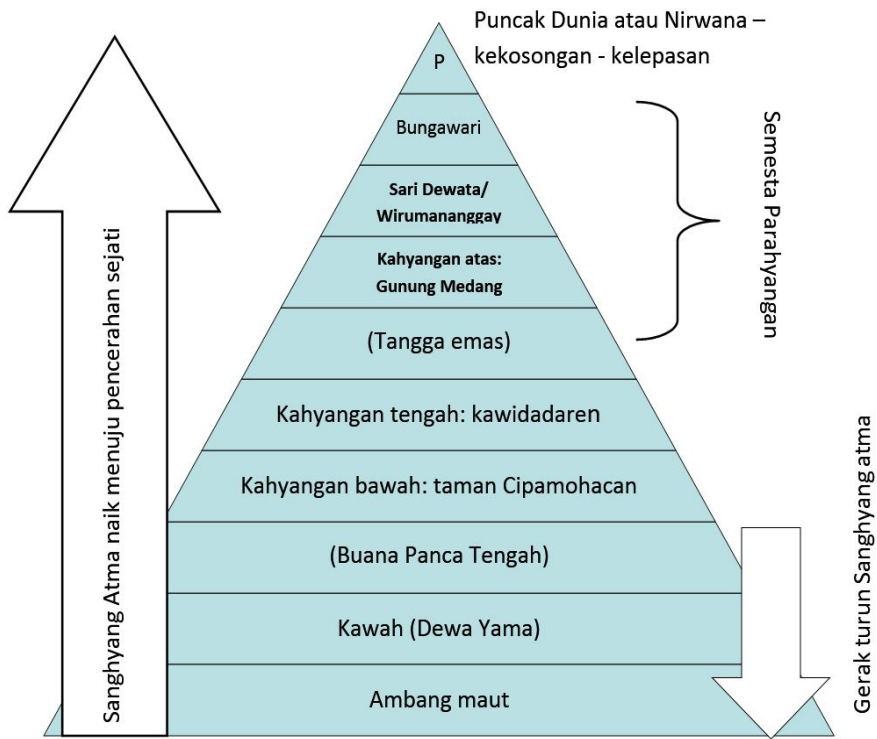 Puncak Dunia atau Nirwana –
kekosongan - kelepasan
P
Bungawari
Sari Dewata/
Wirumananggay
Kahyangan atas:
Gunung Medang
(Tangga emas)
Kahyangan tengah: kawidadaren
Kahyangan bawah: taman Cipamohacan
(Buana Panca Tengah)
Kawah (Dewa Yama)
Ambang maut
Sanghyang Atma naik menuju pencerahan sejati
Semesta Parahyangan
Gerak turun Sanghyang atma